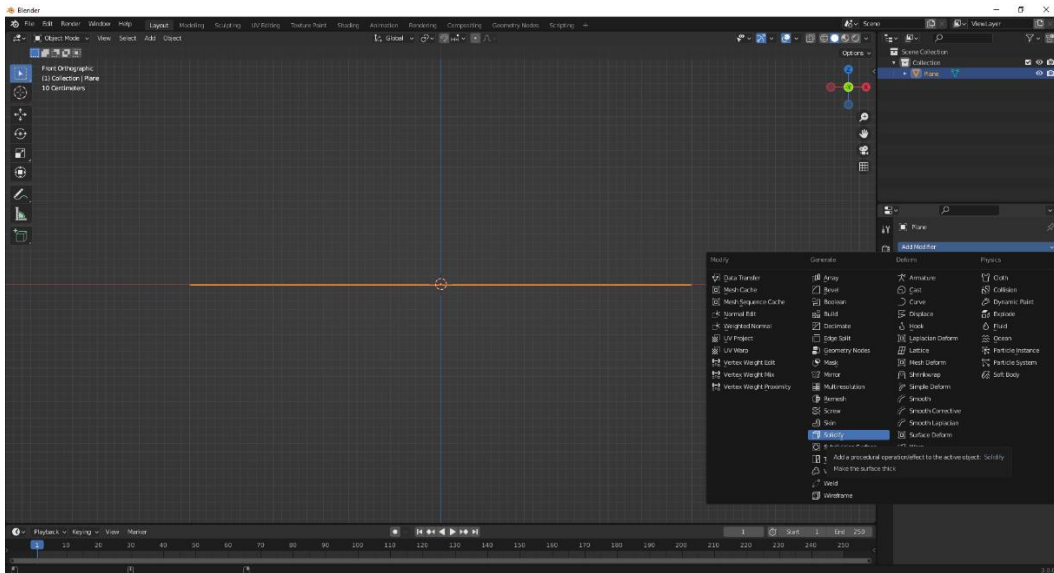 Blender
File Edit Render Window Help Layout Modeling Sculpting UV Editing Texture Paint Shading Animation Rendering Compositing Geometry Nodes Scripting + Scene ViewLayer
Object Mode View Select Add Object Global
Options
Front Orthographic
(1) Collection | Plane
10 Centimeters
Z
-Y
X
Scene Collection
Collection
Plane
Plane
Add Modifier
Modify Generate Deform Physics
Data Transfer Array Armature Cloth
Mesh Cache Bevel Cast Collision
Mesh Sequence Cache Boolean Curve Dynamic Paint
Normal Edit Build Displace Explode
Weighted Normal Decimate Hook Fluid
UV Project Edge Split Laplacian Deform Ocean
UV Warp Geometry Nodes Lattice Particle Instance
Vertex Weight Edit Mask Mesh Deform Particle System
Vertex Weight Mix Mirror Shrinkwrap Soft Body
Vertex Weight Proximity Multiresolution Simple Deform
Remesh Smooth
Screw Smooth Corrective
Skin Smooth Laplacian
Solidify Surface Deform
Add a procedural operation/effect to the active object: Solidify
Make the surface thick
Weld
Wireframe
Playback Keying View Marker 1 Start 1 End 250
1 10 20 30 40 50 60 70 80 90 100 110 120 130 140 150 160 170 180 190 200 210 220 230 240 250